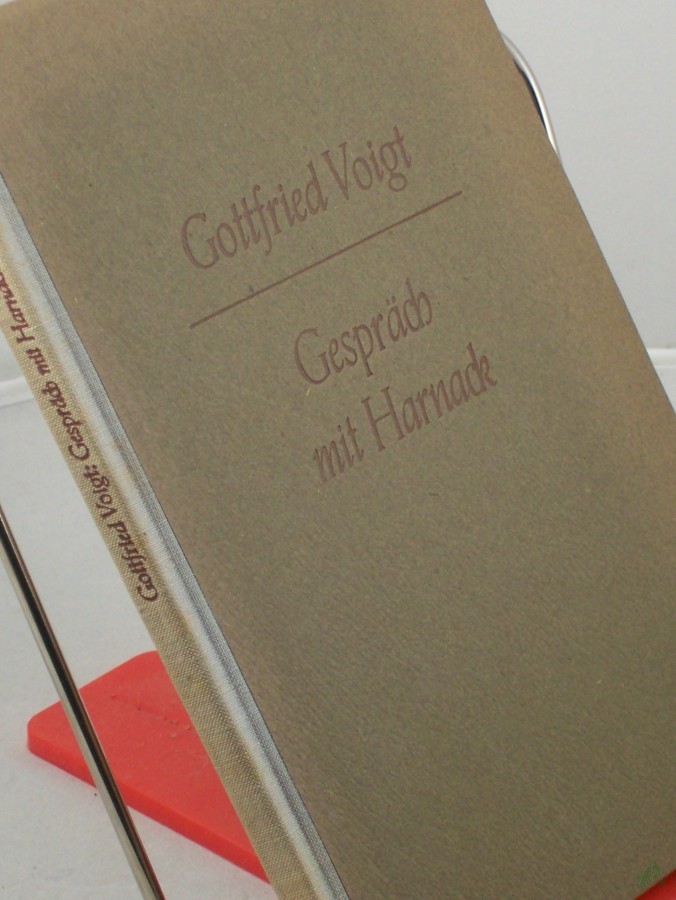 Gottfried Voigt
Gespräch
mit Harnack
Gottfried Voigt: Gespräch mit Harnack